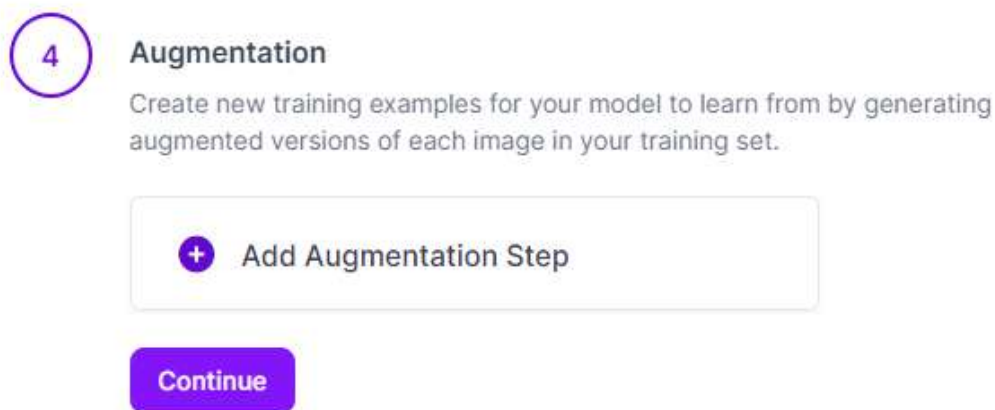 4
Augmentation
Create new training examples for your model to learn from by generating
augmented versions of each image in your training set.
Add Augmentation Step
Continue